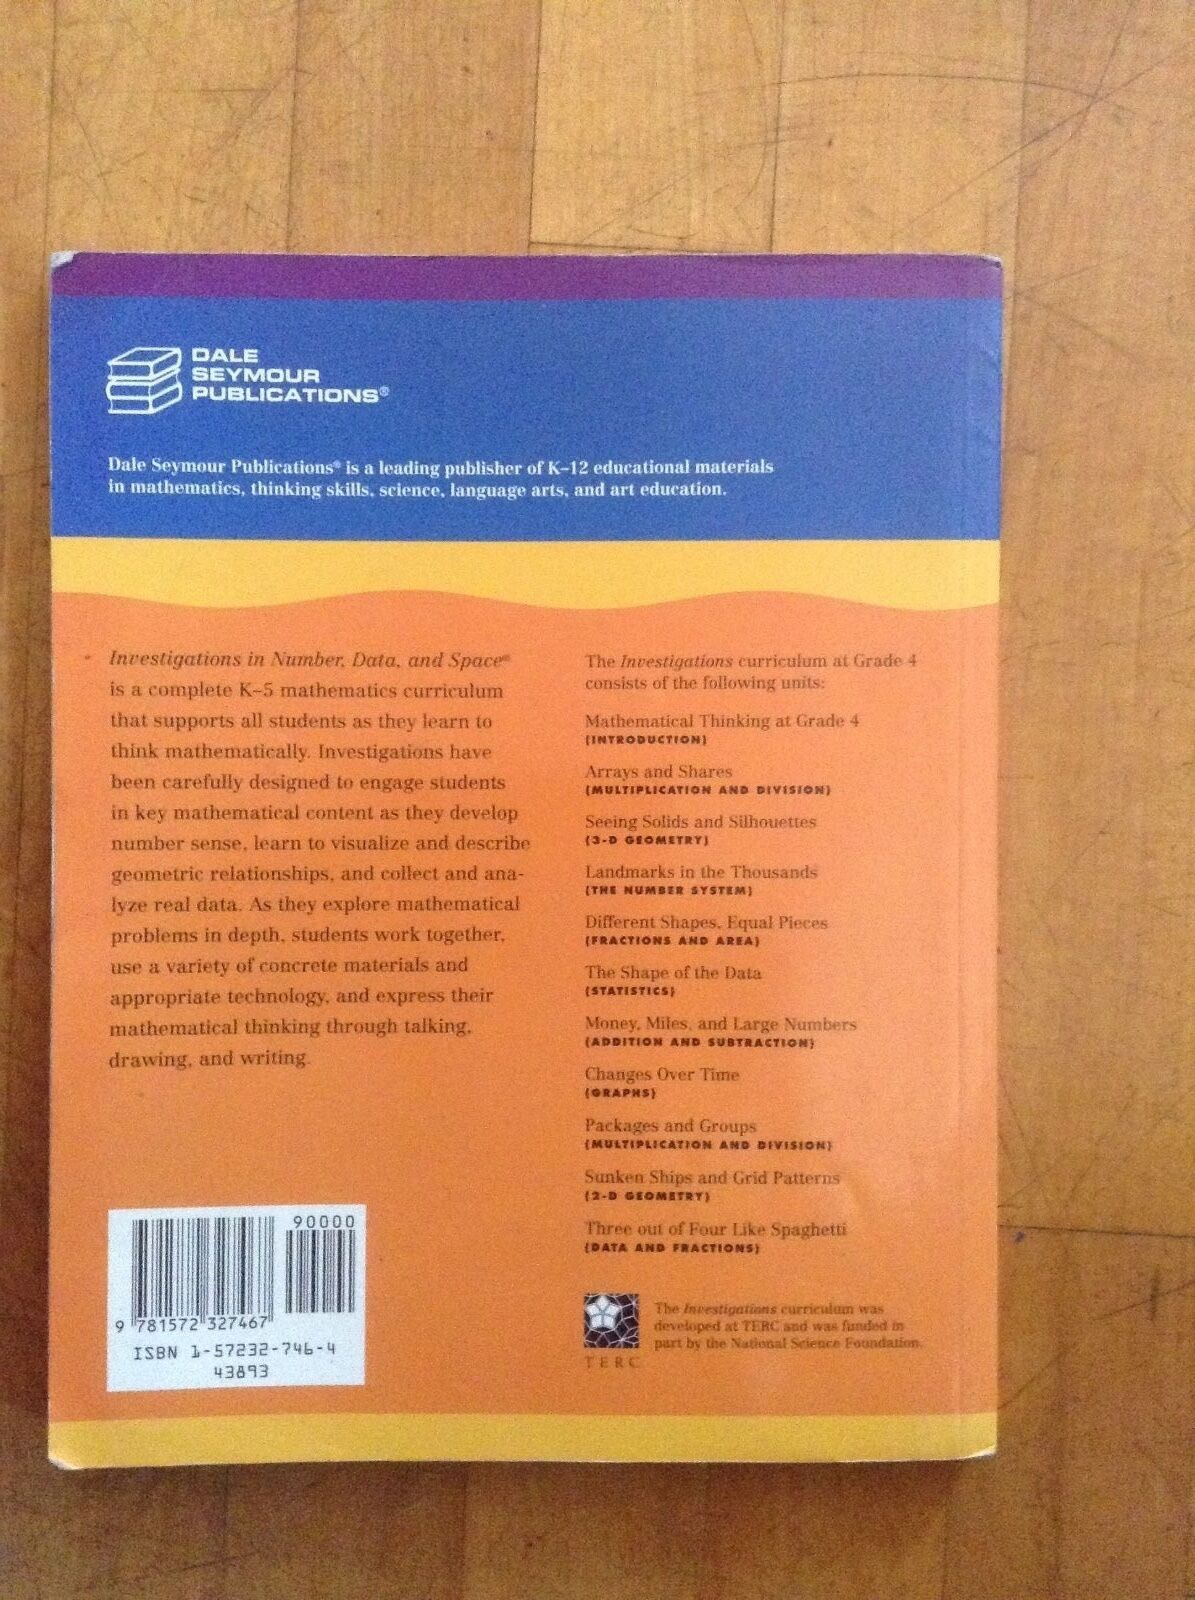 DALE
SEYMOUR
PUBLICATIONS®
Dale Seymour Publications® is a leading publisher of K–12 educational materials
in mathematics, thinking skills, science, language arts, and art education.
Investigations in Number, Data, and Space®
is a complete K–5 mathematics curriculum
that supports all students as they learn to
think mathematically. Investigations have
been carefully designed to engage students
in key mathematical content as they develop
number sense, learn to visualize and describe
geometric relationships, and collect and ana-
lyze real data. As they explore mathematical
problems in depth, students work together,
use a variety of concrete materials and
appropriate technology, and express their
mathematical thinking through talking,
drawing, and writing.
The Investigations curriculum at Grade 4
consists of the following units:
Mathematical Thinking at Grade 4
(INTRODUCTION)
Arrays and Shares
(MULTIPLICATION AND DIVISION)
Seeing Solids and Silhouettes
(3-D GEOMETRY)
Landmarks in the Thousands
(THE NUMBER SYSTEM)
Different Shapes, Equal Pieces
(FRACTIONS AND AREA)
The Shape of the Data
(STATISTICS)
Money, Miles, and Large Numbers
(ADDITION AND SUBTRACTION)
Changes Over Time
(GRAPHS)
Packages and Groups
(MULTIPLICATION AND DIVISION)
Sunken Ships and Grid Patterns
(2-D GEOMETRY)
Three out of Four Like Spaghetti
(DATA AND FRACTIONS)
90000
9 781572 327467
ISBN 1-57232-746-4
43893
TERC
The Investigations curriculum was
developed at TERC and was funded in
part by the National Science Foundation.